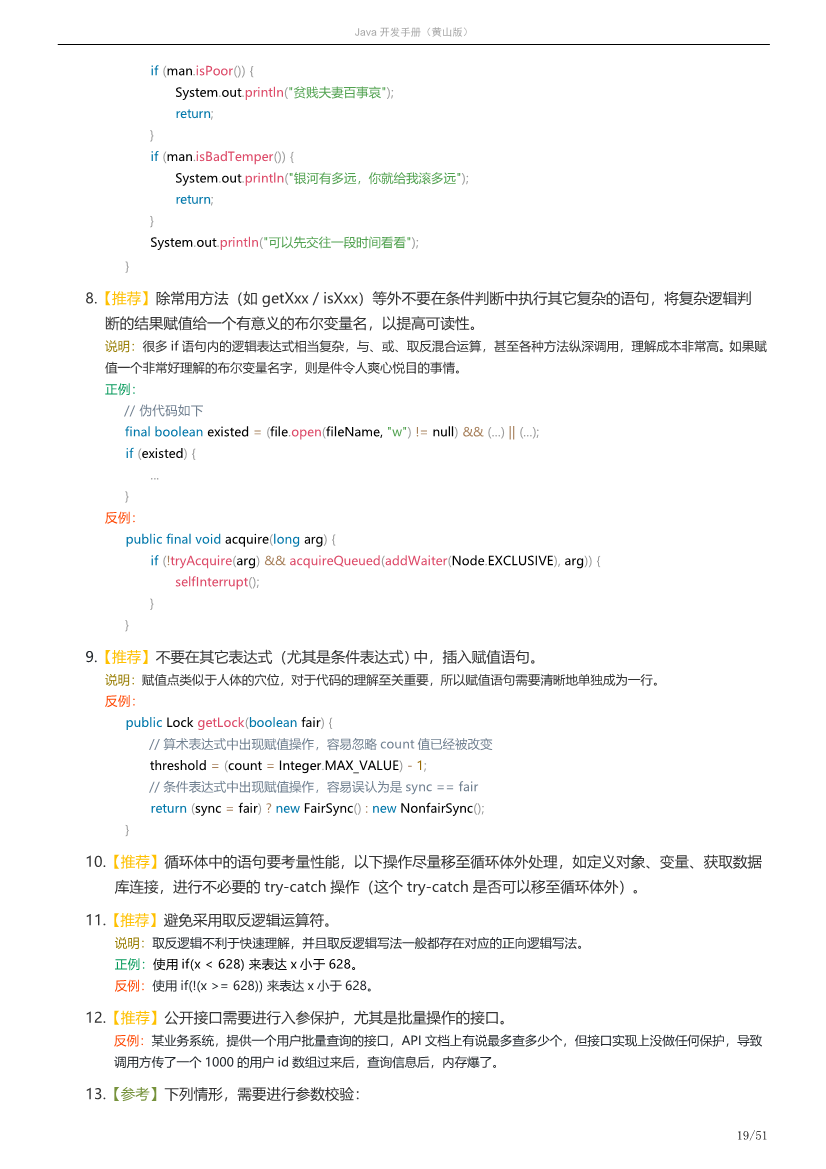 Java 开发手册（黄山版）
if (man.isPoor()) {
System.out.println("贫贱夫妻百事哀");
return;
}
if (man.isBadTemper()) {
System.out.println("银河有多远，你就给我滚多远");
return;
}
System.out.println("可以先交往一段时间看看");
}
8.【推荐】除常用方法（如 getXxx / isXxx）等外不要在条件判断中执行其它复杂的语句，将复杂逻辑判
断的结果赋值给一个有意义的布尔变量名，以提高可读性。
说明：很多 if 语句内的逻辑表达式相当复杂，与、或、取反混合运算，甚至各种方法纵深调用，理解成本非常高。如果赋
值一个非常好理解的布尔变量名字，则是件令人爽心悦目的事情。
正例：
// 伪代码如下
final boolean existed = (file.open(fileName, "w") != null) && (...) || (...);
if (existed) {
...
}
反例：
public final void acquire(long arg) {
if (!tryAcquire(arg) && acquireQueued(addWaiter(Node.EXCLUSIVE), arg)) {
selfInterrupt();
}
}
9.【推荐】不要在其它表达式（尤其是条件表达式) 中，插入赋值语句。
说明：赋值点类似于人体的穴位，对于代码的理解至关重要，所以赋值语句需要清晰地单独成为一行。
反例：
public Lock getLock(boolean fair) {
// 算术表达式中出现赋值操作，容易忽略 count 值已经被改变
threshold = (count = Integer.MAX_VALUE) - 1;
// 条件表达式中出现赋值操作，容易误认为是 sync == fair
return (sync = fair) ? new FairSync() : new NonfairSync();
}
10.【推荐】循环体中的语句要考量性能，以下操作尽量移至循环体外处理，如定义对象、变量、获取数据
库连接，进行不必要的 try-catch 操作（这个 try-catch 是否可以移至循环体外）。
11.【推荐】避免采用取反逻辑运算符。
说明：取反逻辑不利于快速理解，并且取反逻辑写法一般都存在对应的正向逻辑写法。
正例：使用 if(x < 628) 来表达 x 小于 628。
反例：使用 if(!(x >= 628)) 来表达 x 小于 628。
12.【推荐】公开接口需要进行入参保护，尤其是批量操作的接口。
反例：某业务系统，提供一个用户批量查询的接口，API 文档上有说最多查多少个，但接口实现上没做任何保护，导致
调用方传了一个 1000 的用户 id 数组过来后，查询信息后，内存爆了。
13.【参考】下列情形，需要进行参数校验：
19/51